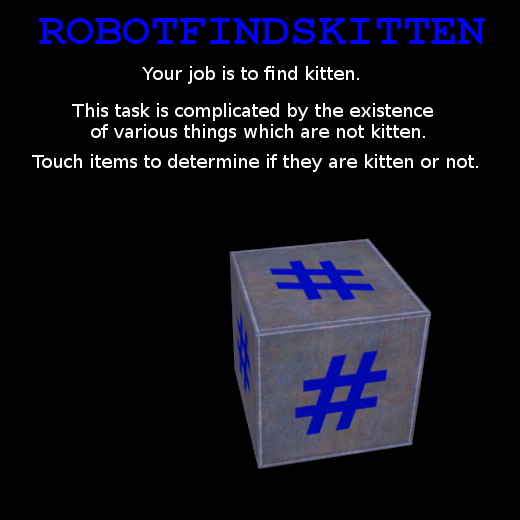 ROBOTFINDSKITTEN
Your job is to find kitten.
This task is complicated by the existence
of various things which are not kitten.
Touch items to determine if they are kitten or not.
#
#
#